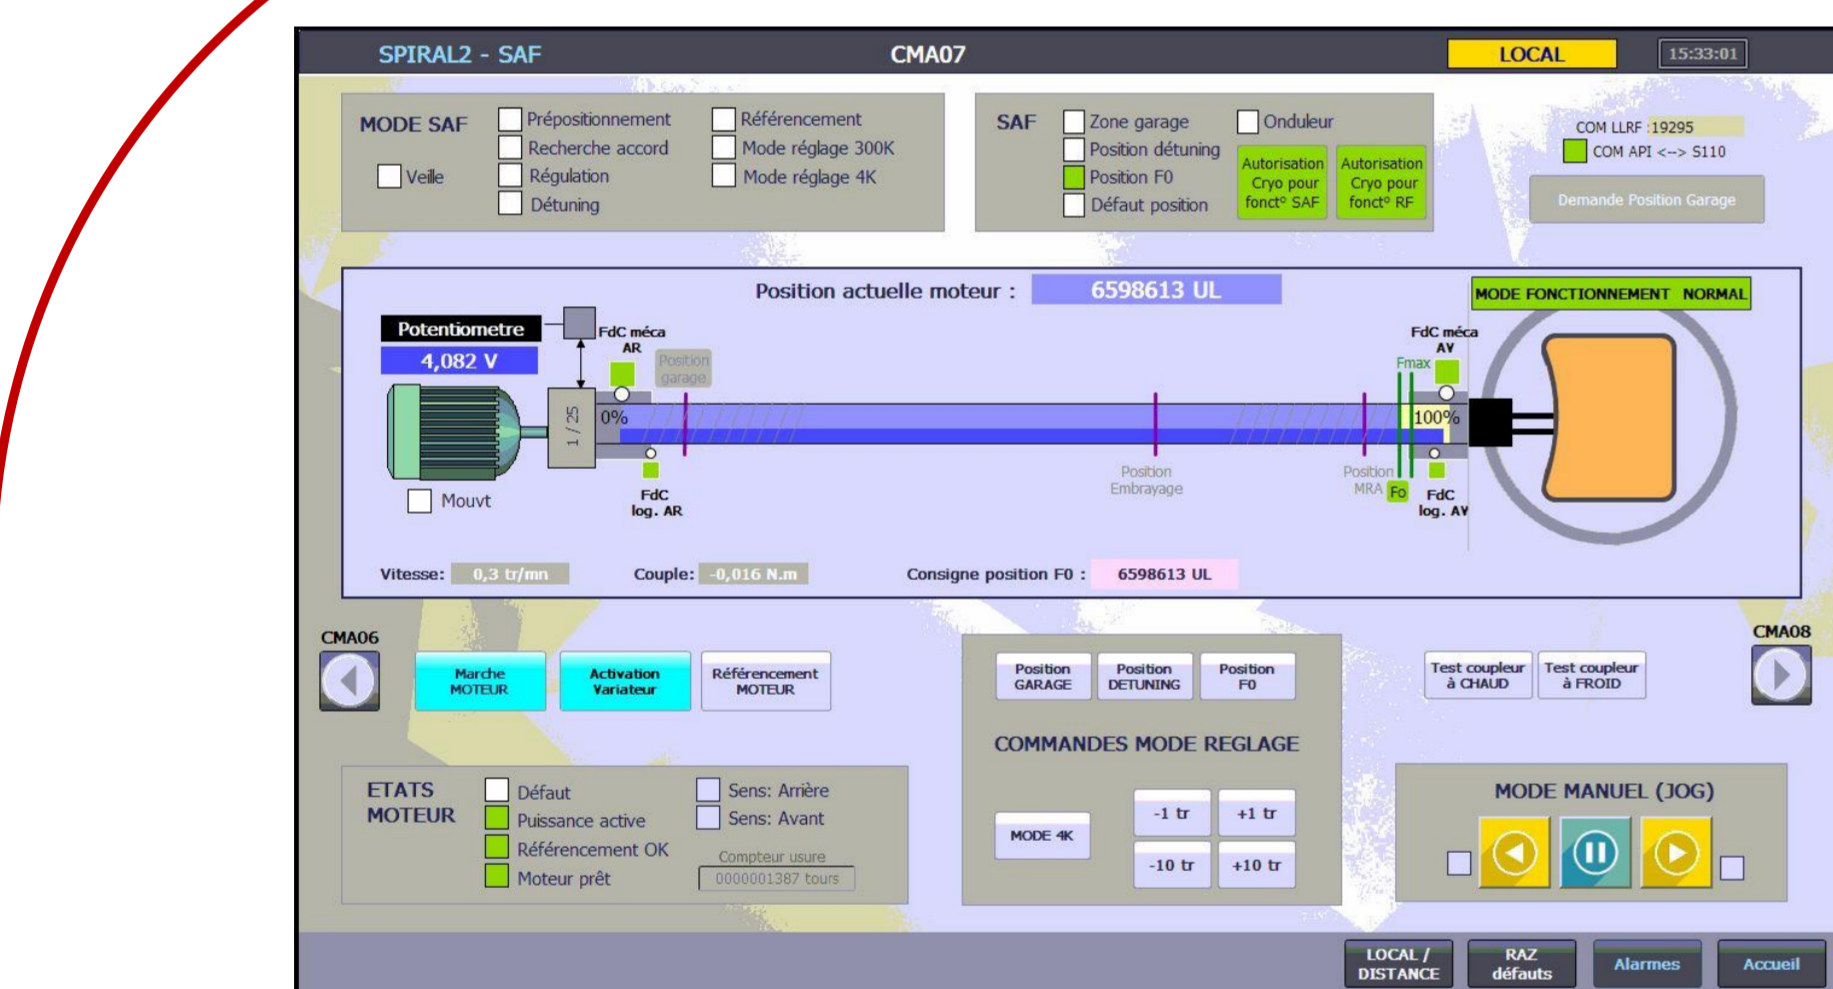 SPIRAL2 - SAF
CMA07
LOCAL
15:33:01
MODE SAF
Veille
Prépositionnement
Recherche accord
Régulation
Détuning
Référencement
Mode réglage 300K
Mode réglage 4K
SAF
Zone garage
Position détuning
Position F0
Défaut position
Onduleur
Autorisation
Cryo pour
fonct° SAF
Autorisation
Cryo pour
fonct° RF
COM LLRF :19295
COM API <--> S110
Demande Position Garage
Position actuelle moteur :
6598613 UL
MODE FONCTIONNEMENT NORMAL
Potentiometre
4,082 V
FdC méca
AR
Position
garage
FdC méca
AV
Fmax
1 / 25
0%
100%
Mouvt
FdC
log. AR
Position
Embrayage
Position
MRA
Fo
FdC
log. AV
Vitesse:
0,3 tr/mn
Couple:
-0,016 N.m
Consigne position F0 :
6598613 UL
CMA06
Marche
MOTEUR
Activation
Variateur
Référencement
MOTEUR
Position
GARAGE
Position
DETUNING
Position
F0
Test coupleur
à CHAUD
Test coupleur
à FROID
CMA08
COMMANDES MODE REGLAGE
MODE 4K
-1 tr
+1 tr
-10 tr
+10 tr
ETATS
MOTEUR
Défaut
Puissance active
Référencement OK
Moteur prêt
Sens: Arrière
Sens: Avant
Compteur usure
0000001387 tours
MODE MANUEL (JOG)
LOCAL /
DISTANCE
RAZ
défauts
Alarmes
Accueil